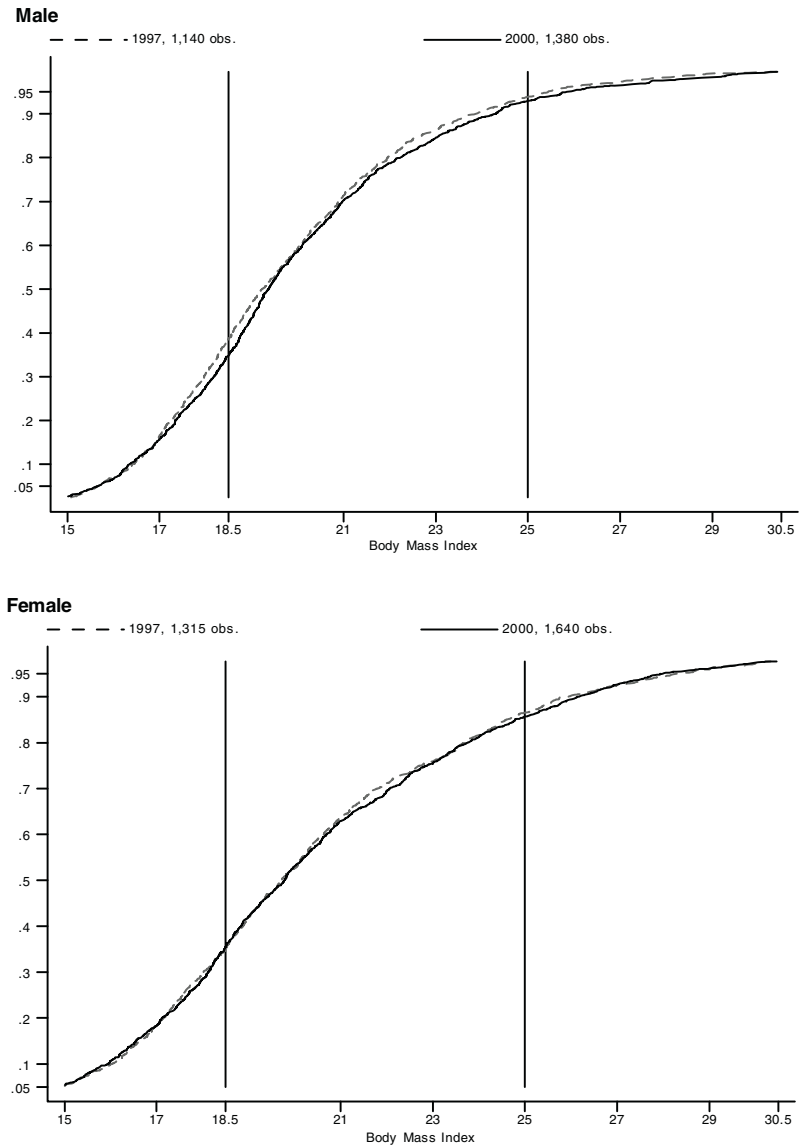 Male
1997, 1,140 obs. 2000, 1,380 obs.
.95
.9
.8
.7
.6
.5
.4
.3
.2
.1
.05
15 17 18.5 21 23 25 27 29 30.5
Body Mass Index
Female
1997, 1,315 obs. 2000, 1,640 obs.
.95
.9
.8
.7
.6
.5
.4
.3
.2
.1
.05
15 17 18.5 21 23 25 27 29 30.5
Body Mass Index